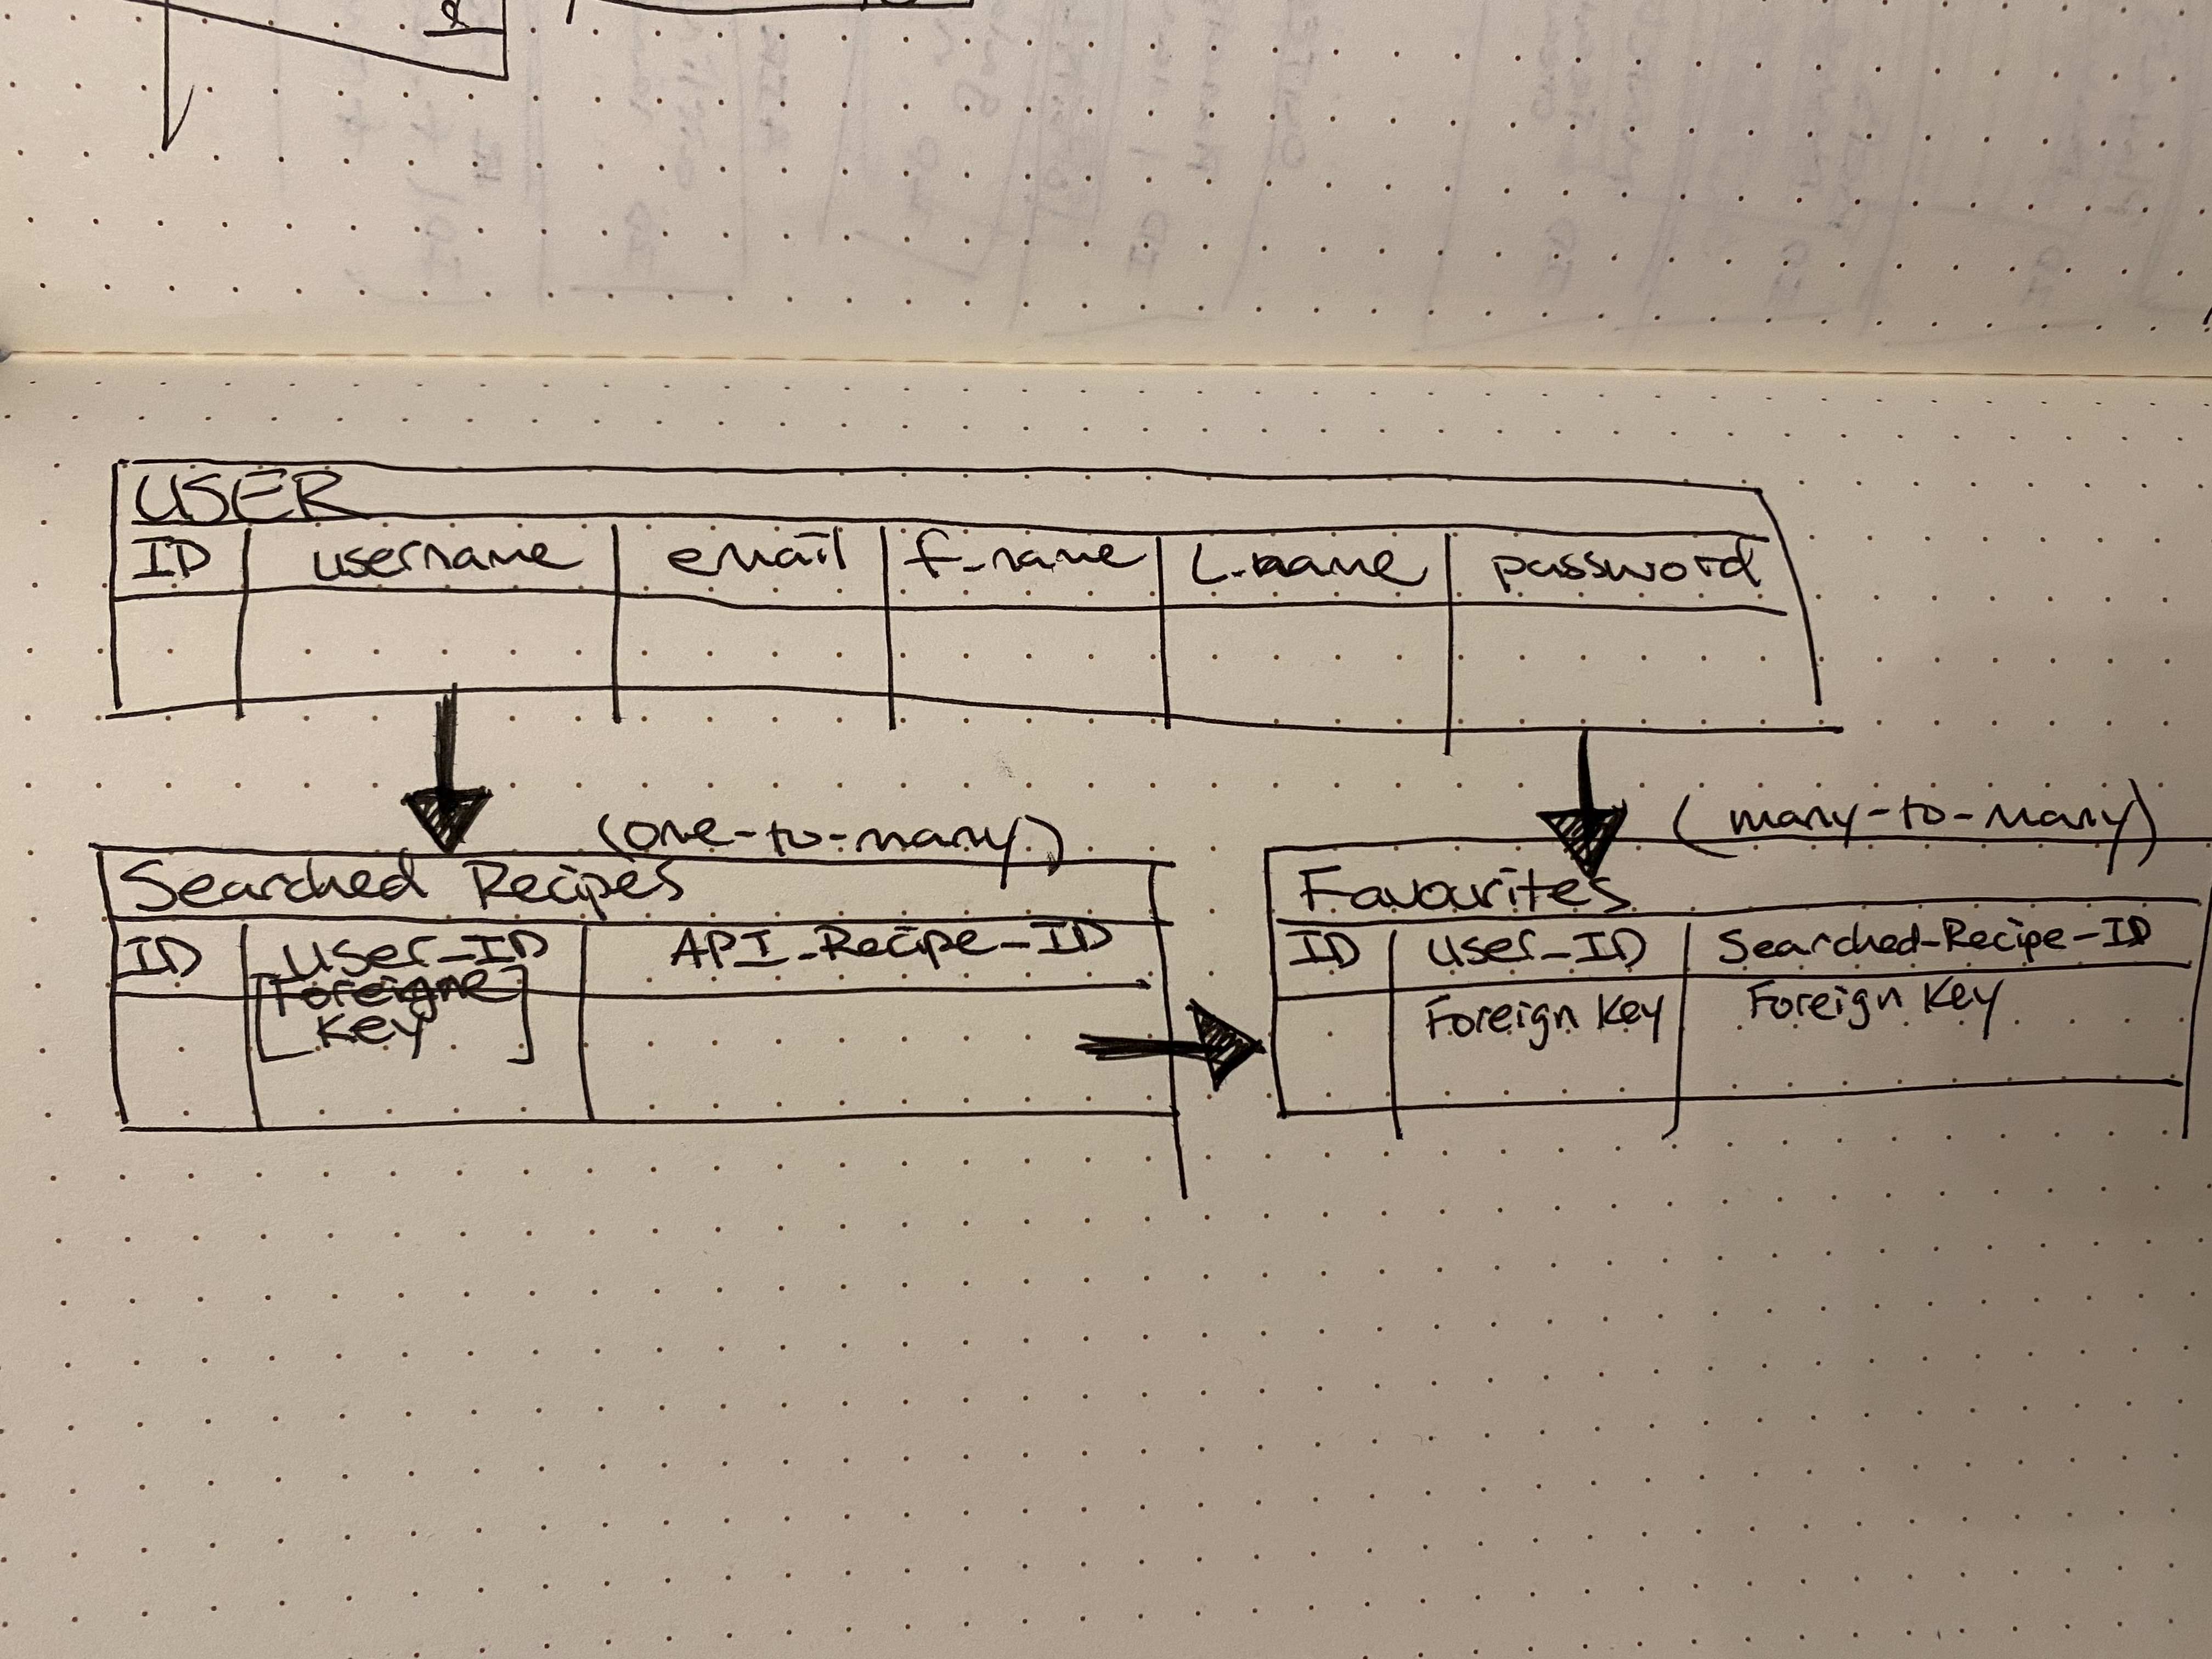 USER
ID username email f_name L_name password
(one-to-many) (many-to-many)
Searched Recipes
ID User_ID API_Recipe_ID
[Foreigne
Key]
Favourites
ID User_ID Searched_Recipe_ID
Foreign Key Foreign Key